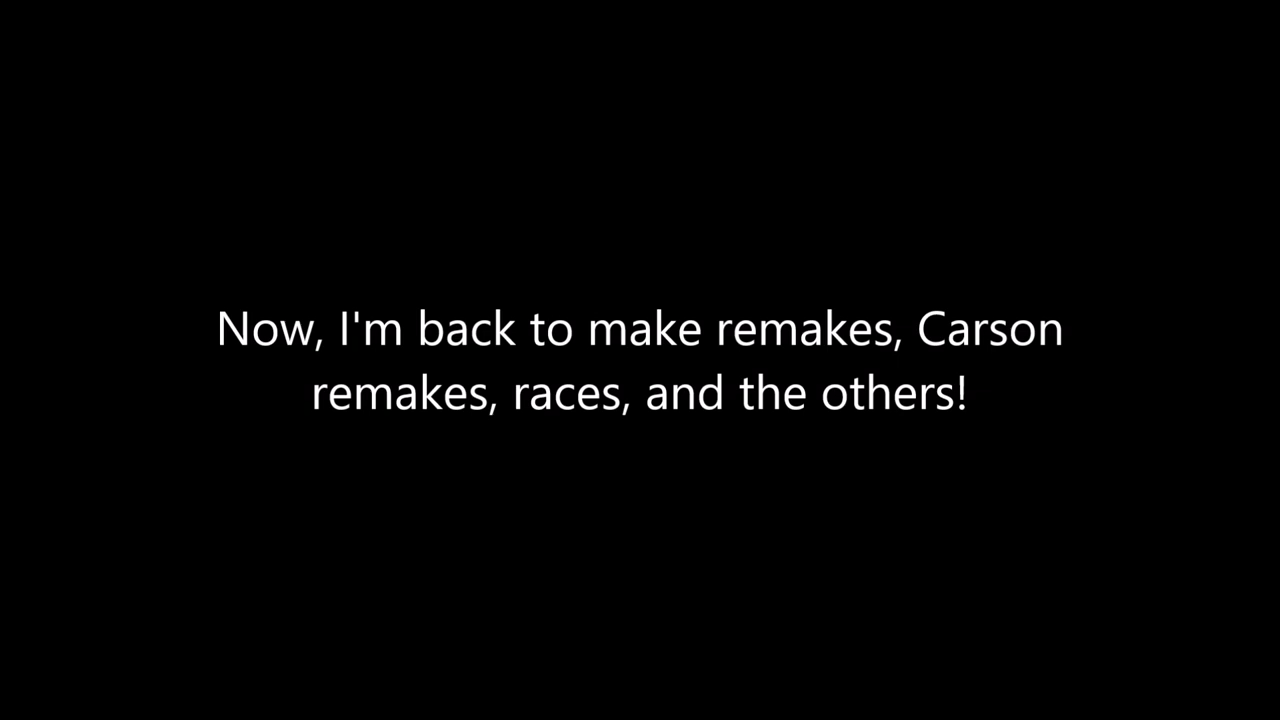 Now, I'm back to make remakes, Carson
remakes, races, and the others!